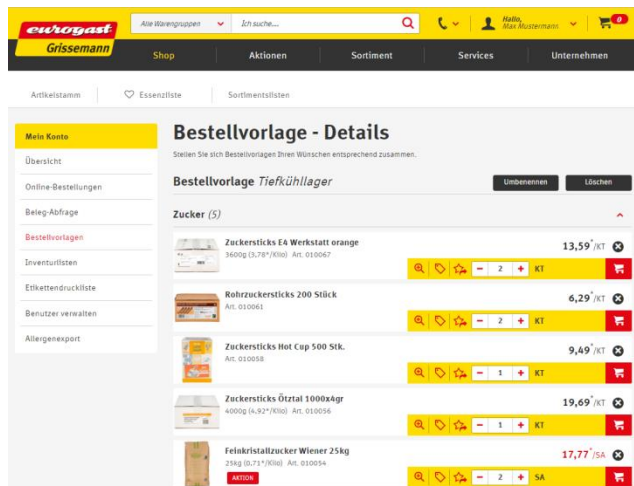 eurogast
Grissemann
Alle Warengruppen
Ich suche....
Hallo,
Max Mustermann
0
Shop
Aktionen
Sortiment
Services
Unternehmen
Artikelstamm
Essenzliste
Sortimentslisten
Mein Konto
Übersicht
Online-Bestellungen
Beleg-Abfrage
Bestellvorlagen
Inventurlisten
Etikettendruckliste
Benutzer verwalten
Allergenexport
Bestellvorlage - Details
Stellen Sie sich Bestellvorlagen Ihren Wünschen entsprechend zusammen.
Bestellvorlage Tiefkühllager
Umbenennen
Löschen
Zucker (5)
Zuckersticks E4 Werkstatt orange
3600g (3,78*/Kilo) Art. 010067
13,59*/KT
- 2 + KT
Rohrzuckersticks 200 Stück
Art. 010061
6,29*/KT
- 2 + KT
Zuckersticks Hot Cup 500 Stk.
Art. 010058
9,49*/KT
- 1 + KT
Zuckersticks Ötztal 1000x4gr
4000g (4,92*/Kilo) Art. 010056
19,69*/KT
- 1 + KT
Feinkristallzucker Wiener 25kg
25kg (0,71*/Kilo) Art. 010054
AKTION
17,77*/SA
- 2 + SA